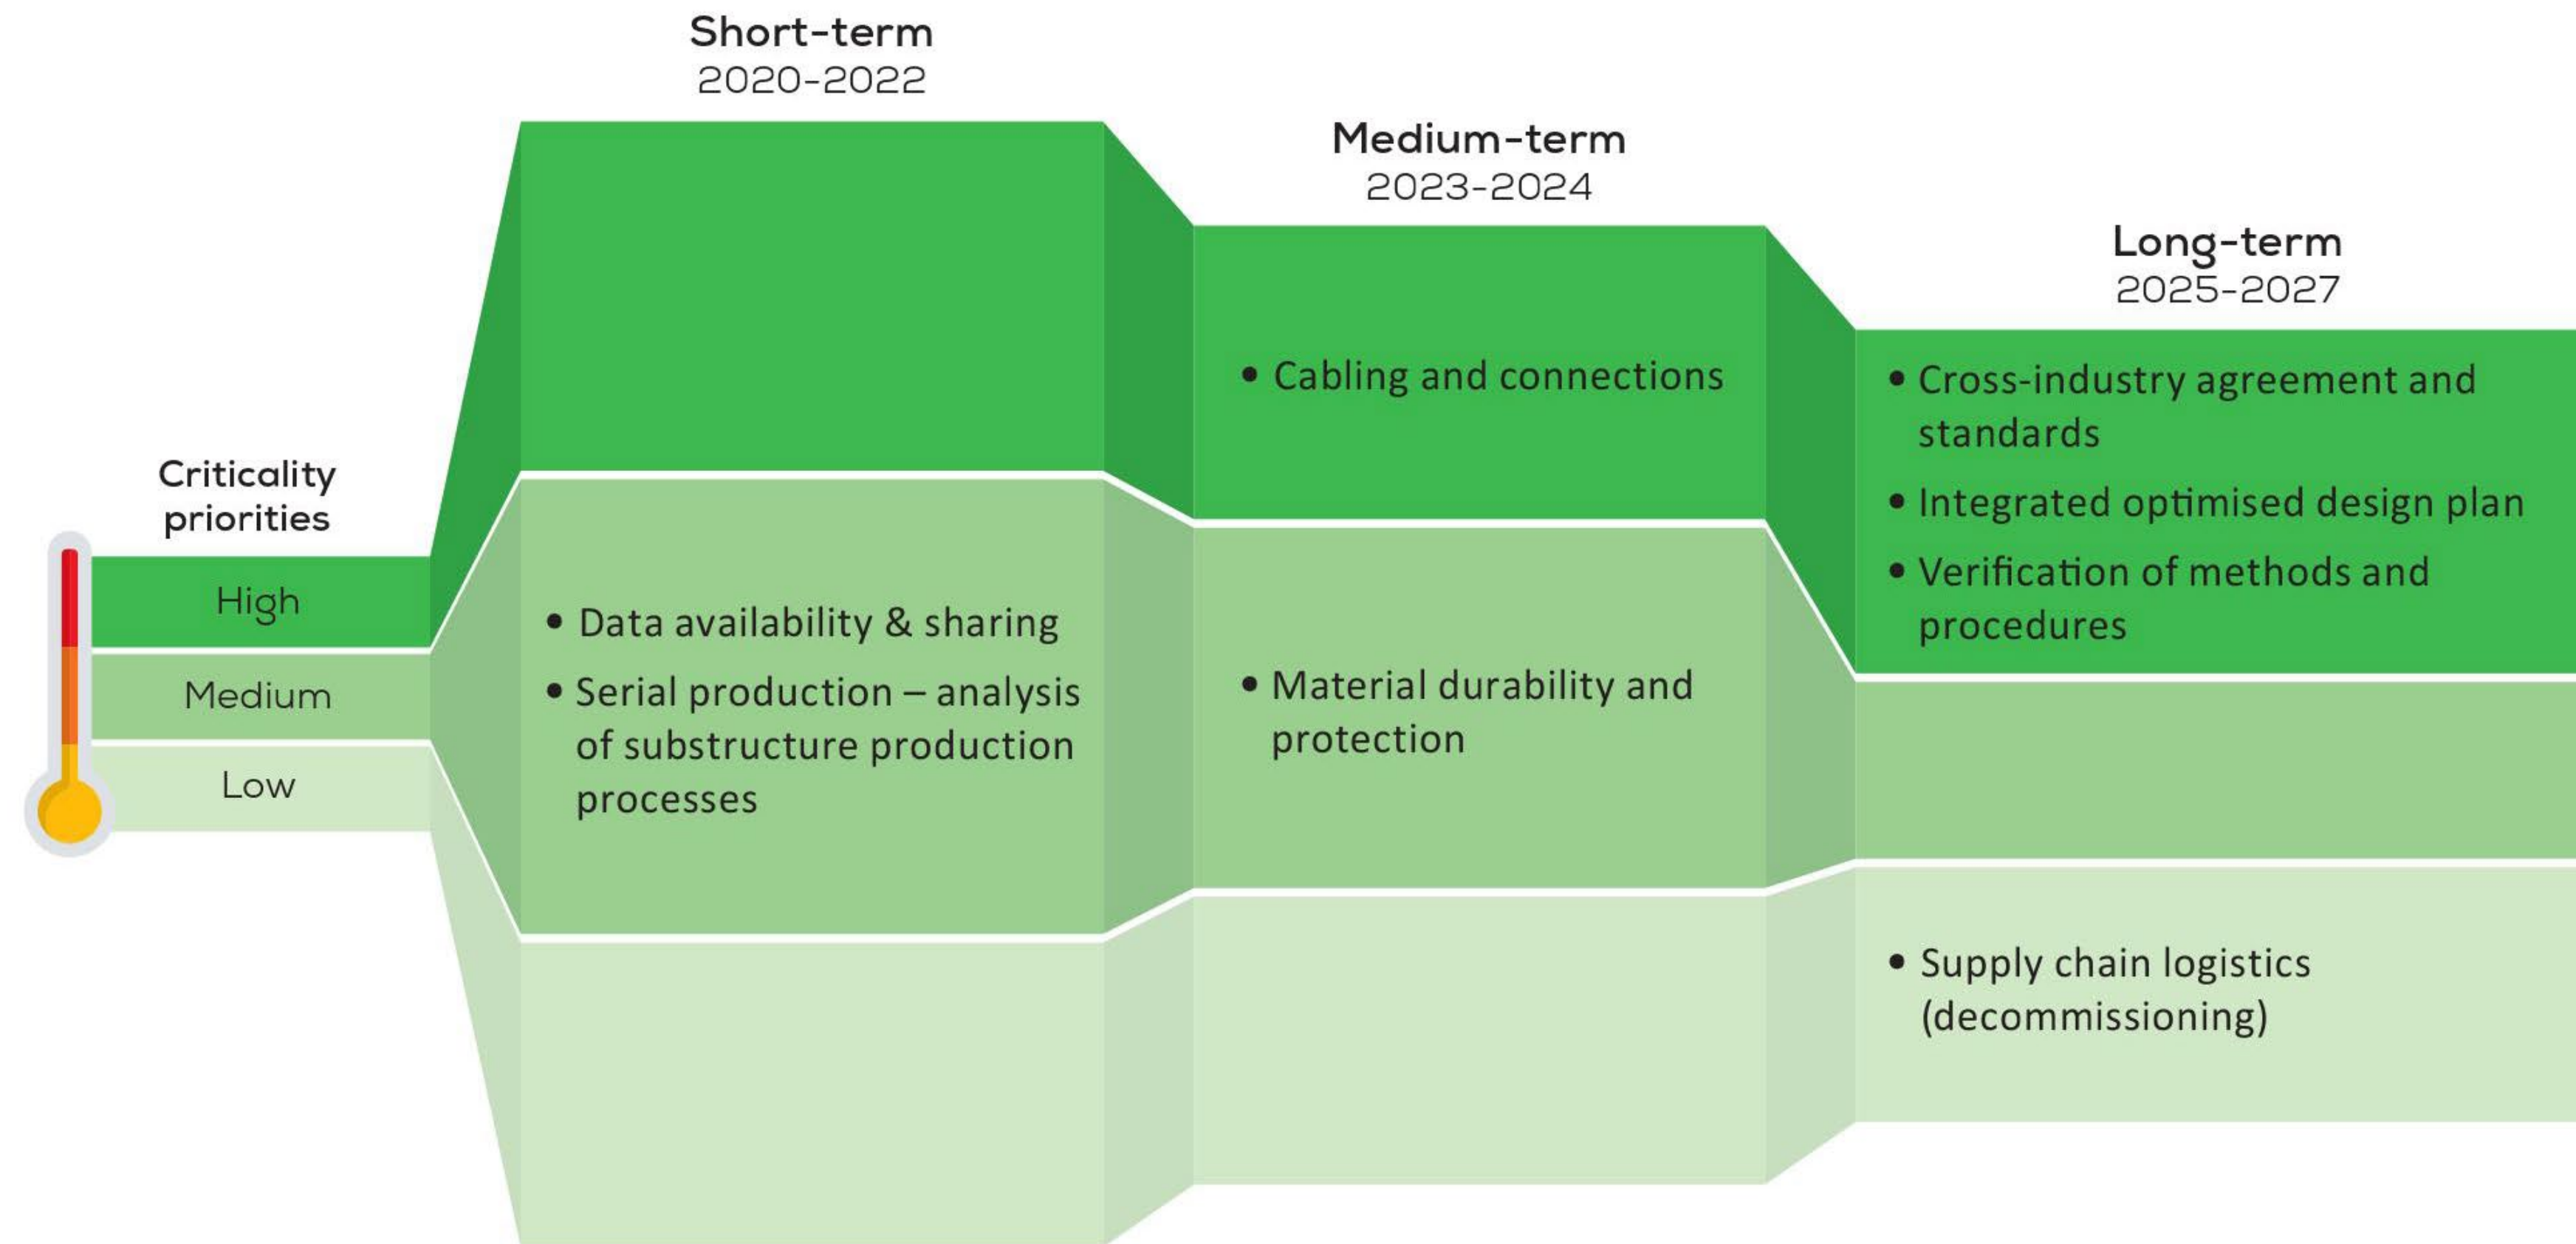 Short-term
2020-2022
Medium-term
2023-2024
Long-term
2025-2027
Criticality
priorities
High
Medium
Low
• Data availability & sharing
• Serial production – analysis
of substructure production
processes
• Cabling and connections
• Material durability and
protection
• Cross-industry agreement and
standards
• Integrated optimised design plan
• Verification of methods and
procedures
• Supply chain logistics
(decommissioning)